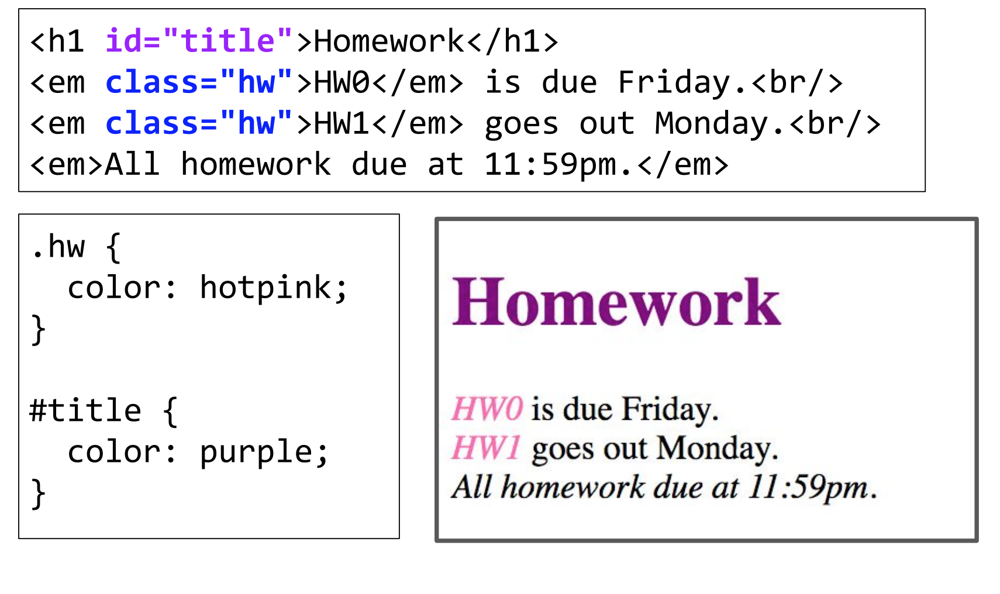 <h1 id="title">Homework</h1>
<em class="hw">HW0</em> is due Friday.<br/>
<em class="hw">HW1</em> goes out Monday.<br/>
<em>All homework due at 11:59pm.</em>
.hw {
  color: hotpink;
}
#title {
  color: purple;
}
Homework
HW0 is due Friday.
HW1 goes out Monday.
All homework due at 11:59pm.